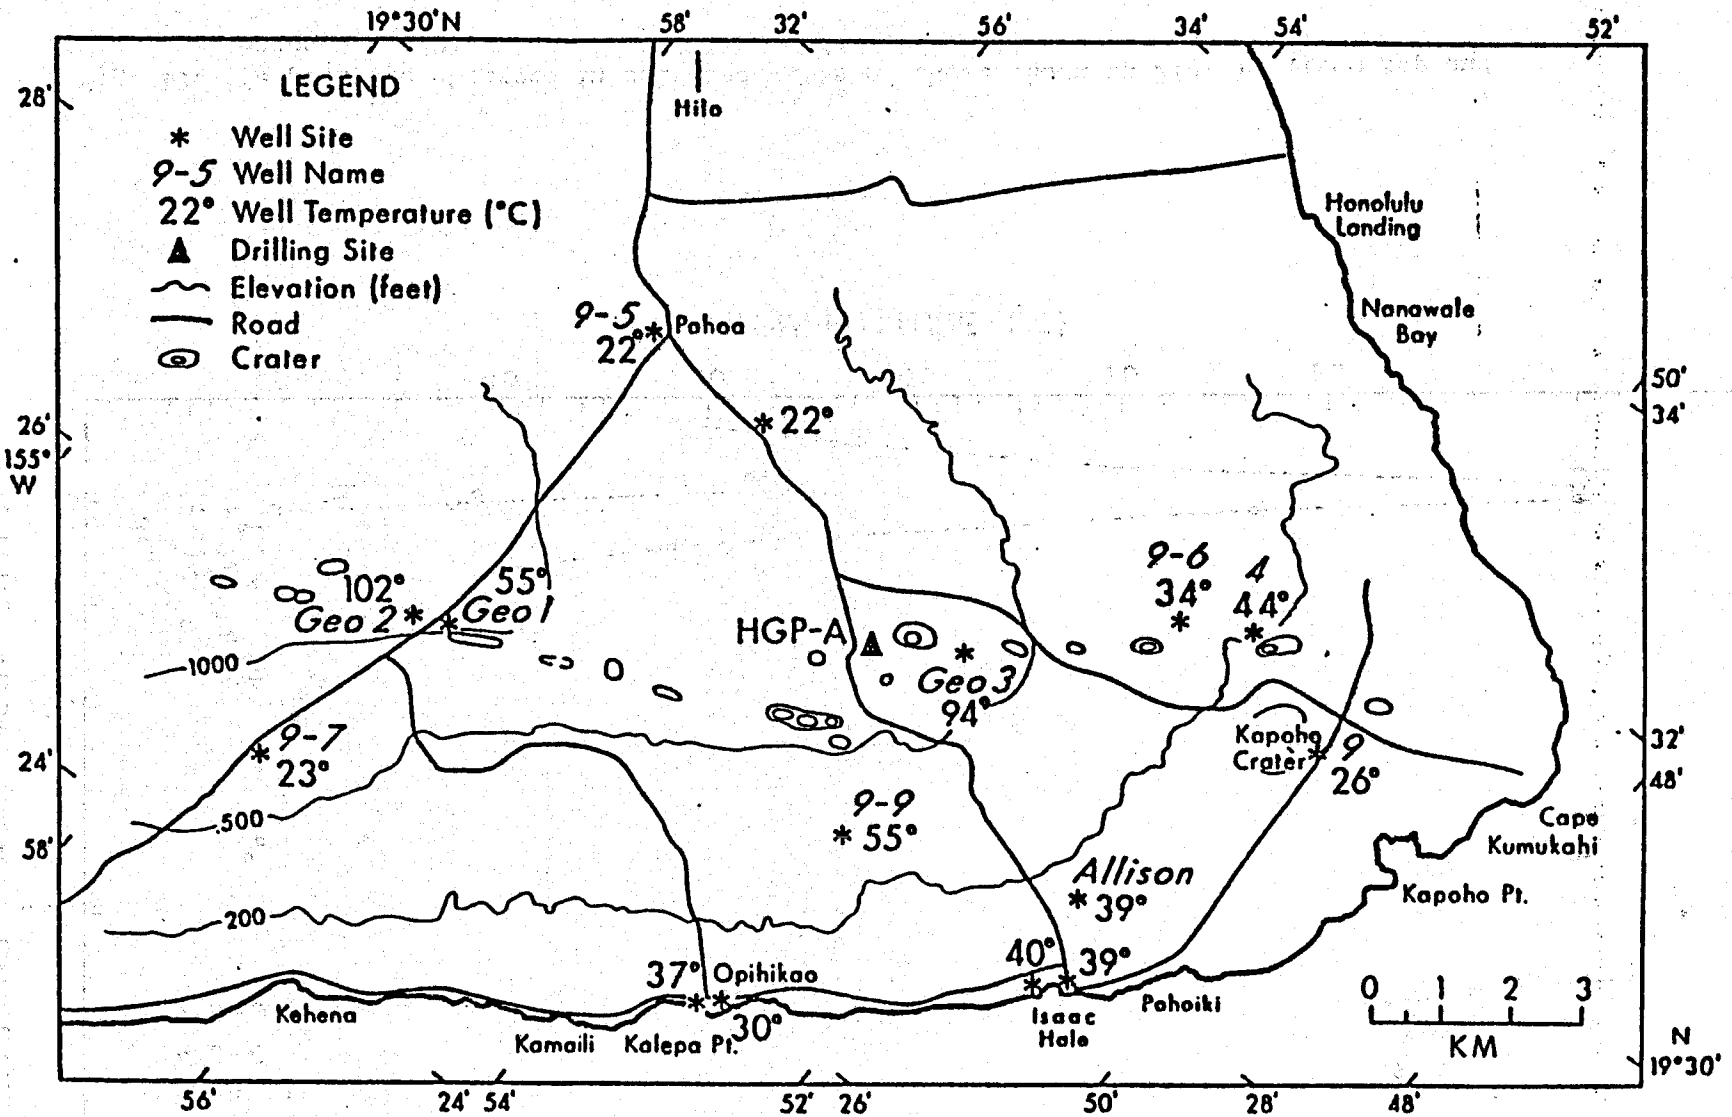 19°30'N
58'
32'
56'
34'
54'
52'
LEGEND
* Well Site
9-5 Well Name
22° Well Temperature (°C)
Drilling Site
Elevation (feet)
Road
Crater
28'
Hilo
Honolulu
Landing
Nanawale
Bay
9-5
22°
Pahoa
50'
34'
26'
155°
W
22°
102°
Geo 2
55°
Geo 1
1000
HGP-A
Geo 3
94°
9-6
34°
4
44°
9-7
23°
Kapoho
Crater
9
26°
32'
48'
24'
500
58'
9-9
55°
Cape
Kumukahi
Allison
39°
Kapoho Pt.
200
37°
Opihikao
30°
40°
39°
Kehena
Kamaili
Kalepa Pt.
Isaac
Hale
Pohoiki
0 1 2 3
KM
N
19°30'
56'
24'
54'
52'
26'
50'
28'
48'